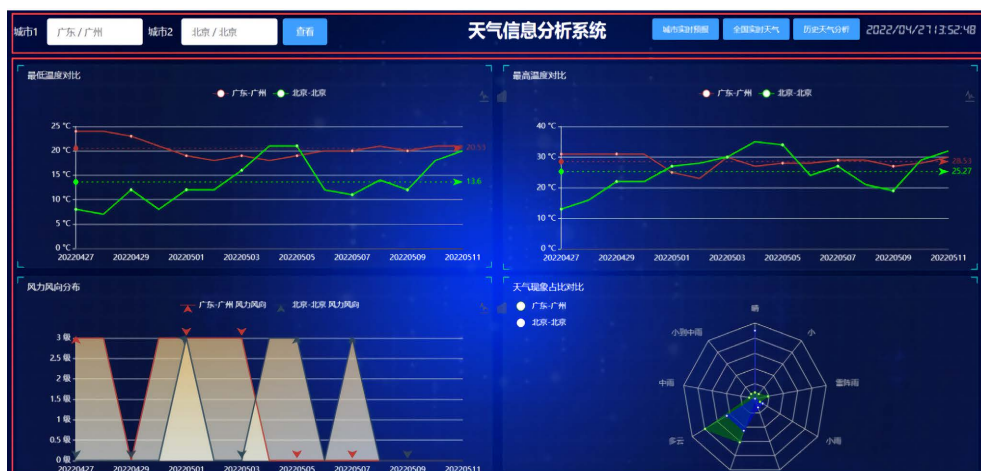 城市1 广东 / 广州 城市2 北京 / 北京 查看 天气信息分析系统 城市实时预报 全国实时天气 历史天气分析 2022/04/27 13:52:48
最低温度对比
广东-广州 北京-北京
25 ℃
20 ℃
15 ℃
10 ℃
5 ℃
0 ℃
20.53
13.6
20220427 20220429 20220501 20220503 20220505 20220507 20220509 20220511
最高温度对比
广东-广州 北京-北京
40 ℃
30 ℃
20 ℃
10 ℃
0 ℃
28.53
25.27
20220427 20220429 20220501 20220503 20220505 20220507 20220509 20220511
风力风向分布
广东-广州 风力风向 北京-北京 风力风向
3 级
2.5 级
2 级
1.5 级
1 级
0.5 级
0 级
20220427 20220429 20220501 20220503 20220505 20220507 20220509 20220511
天气现象占比对比
广东-广州
北京-北京
晴
小到中雨 小
中雨 雷阵雨
多云 小雨